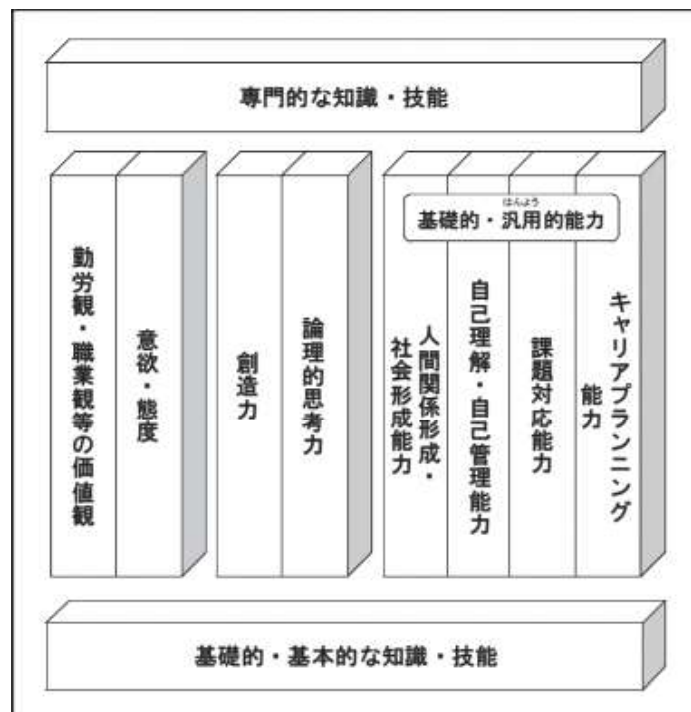 専門的な知識・技能
勤労観・職業観等の価値観
意欲・態度
創造力
論理的思考力
はんよう
基礎的・汎用的能力
人間関係形成・
社会形成能力
自己理解・自己管理能力
課題対応能力
キャリアプランニング
能力
基礎的・基本的な知識・技能